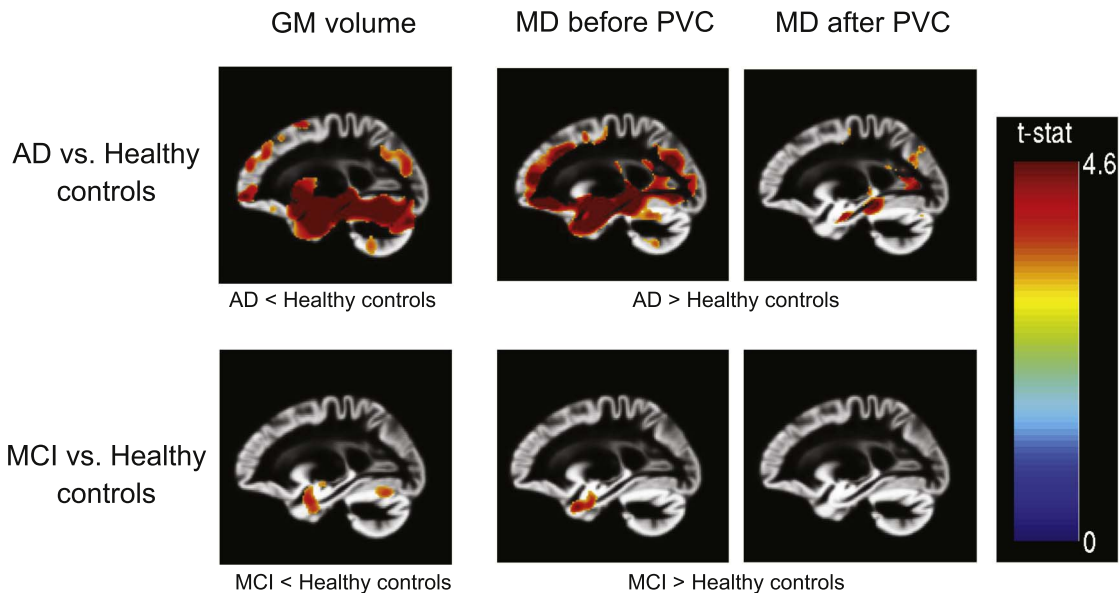 GM volume
MD before PVC
MD after PVC
AD vs. Healthy
controls
AD < Healthy controls
AD > Healthy controls
t-stat
4.6
0
MCI vs. Healthy
controls
MCI < Healthy controls
MCI > Healthy controls